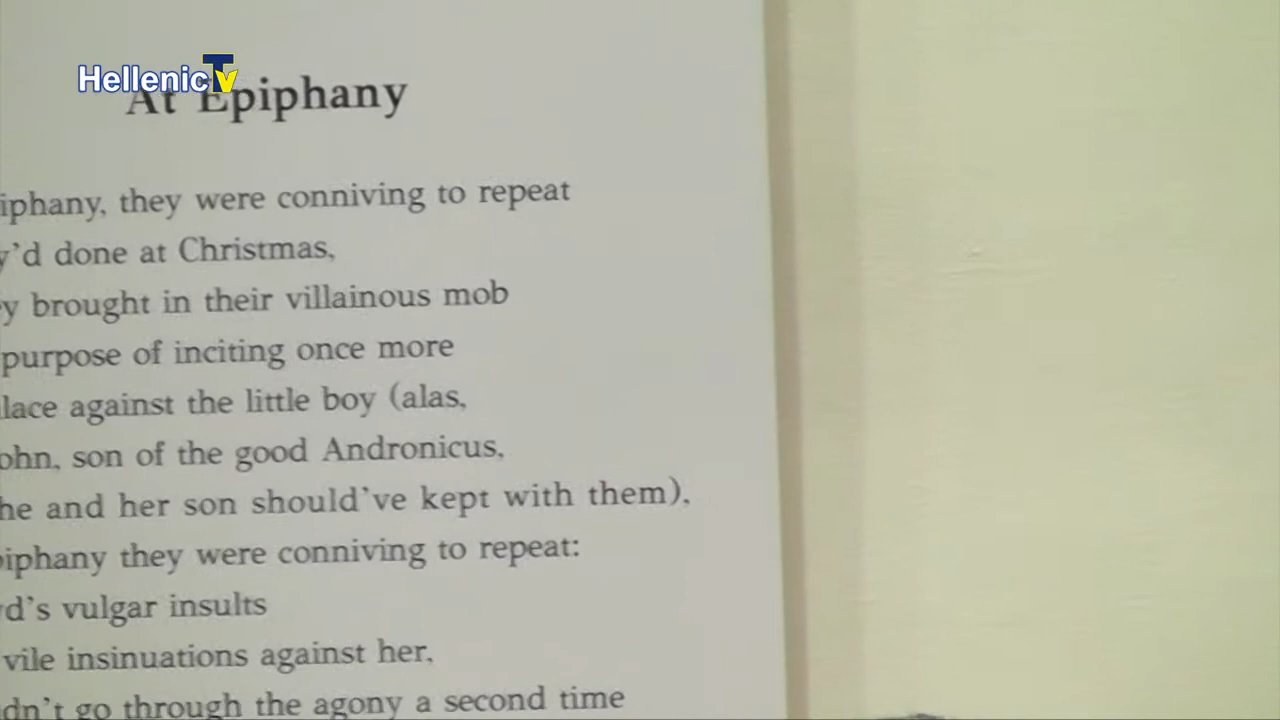 HellenicTv
At Epiphany
iphany, they were conniving to repeat
y'd done at Christmas,
y brought in their villainous mob
purpose of inciting once more
lace against the little boy (alas,
ohn, son of the good Andronicus,
he and her son should've kept with them),
piphany they were conniving to repeat:
d's vulgar insults
vile insinuations against her,
dn't go through the agony a second time